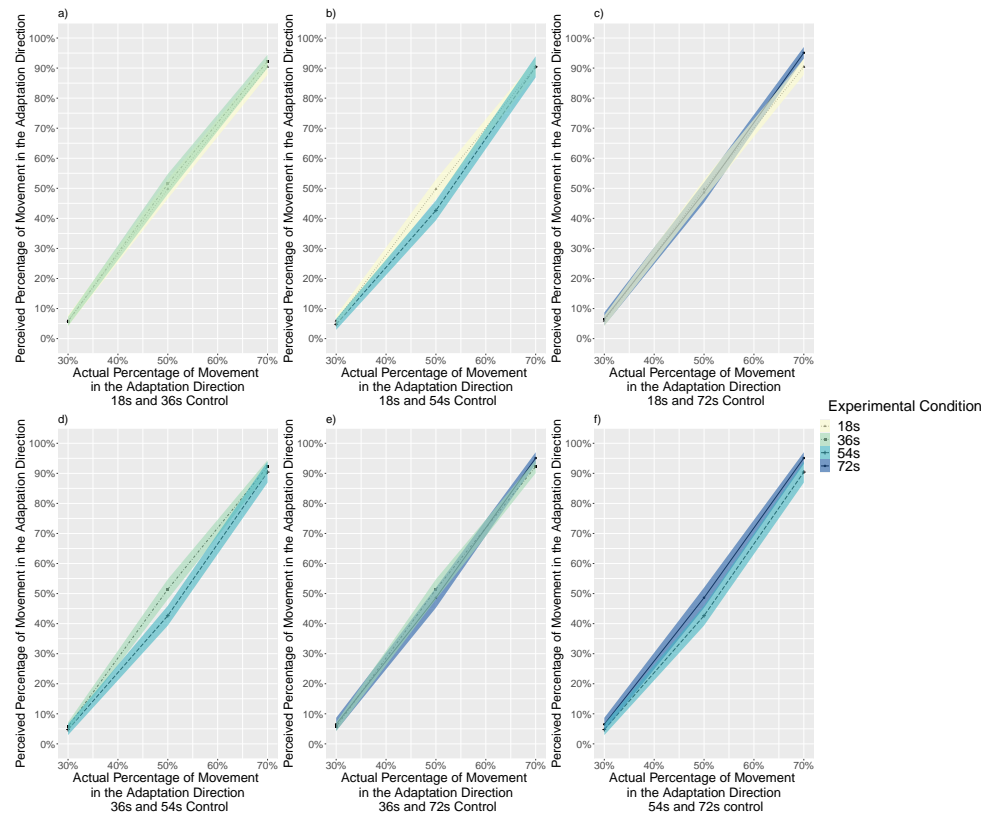 a)
b)
c)
Perceived Percentage of Movement in the Adaptation Direction
100%
90%
80%
70%
60%
50%
40%
30%
20%
10%
0%
30% 40% 50% 60% 70%
Actual Percentage of Movement
in the Adaptation Direction
18s and 36s Control
Perceived Percentage of Movement in the Adaptation Direction
100%
90%
80%
70%
60%
50%
40%
30%
20%
10%
0%
30% 40% 50% 60% 70%
Actual Percentage of Movement
in the Adaptation Direction
18s and 54s Control
Perceived Percentage of Movement in the Adaptation Direction
100%
90%
80%
70%
60%
50%
40%
30%
20%
10%
0%
30% 40% 50% 60% 70%
Actual Percentage of Movement
in the Adaptation Direction
18s and 72s Control
Experimental Condition
18s
36s
54s
72s
d)
e)
f)
Perceived Percentage of Movement in the Adaptation Direction
100%
90%
80%
70%
60%
50%
40%
30%
20%
10%
0%
30% 40% 50% 60% 70%
Actual Percentage of Movement
in the Adaptation Direction
36s and 54s Control
Perceived Percentage of Movement in the Adaptation Direction
100%
90%
80%
70%
60%
50%
40%
30%
20%
10%
0%
30% 40% 50% 60% 70%
Actual Percentage of Movement
in the Adaptation Direction
36s and 72s Control
Perceived Percentage of Movement in the Adaptation Direction
100%
90%
80%
70%
60%
50%
40%
30%
20%
10%
0%
30% 40% 50% 60% 70%
Actual Percentage of Movement
in the Adaptation Direction
54s and 72s control